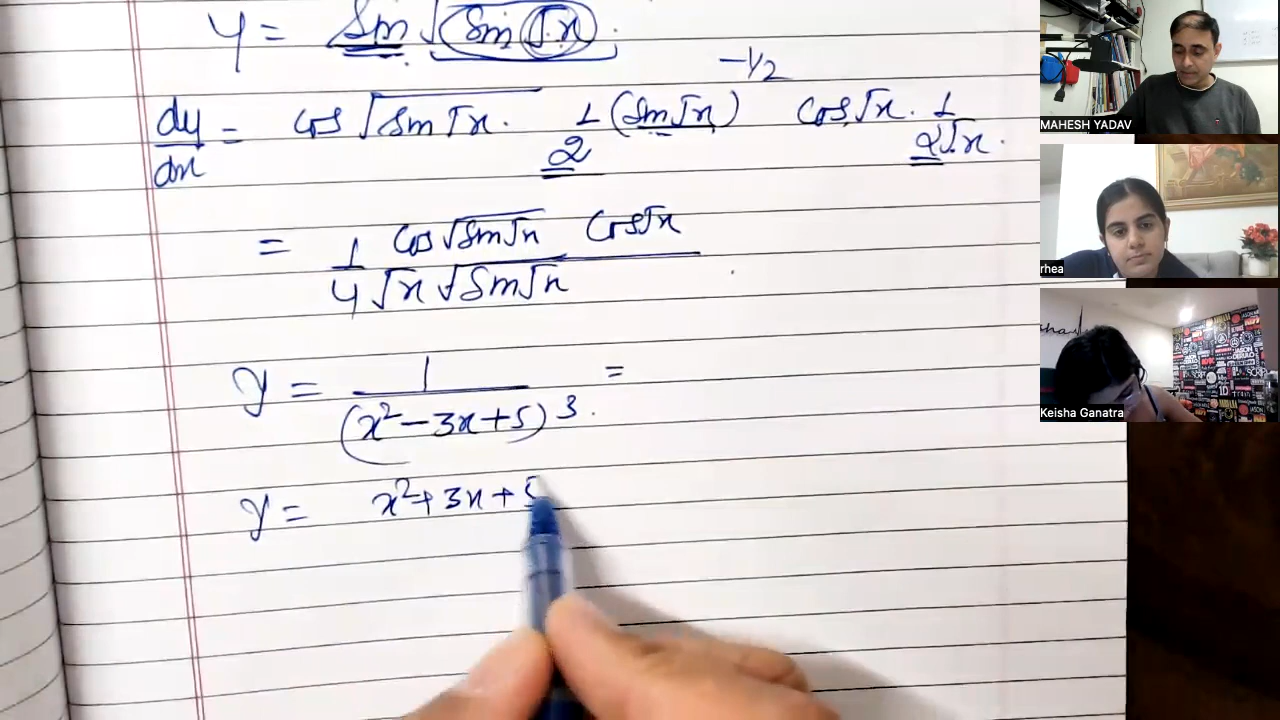 y = sin √(sin √x)
dy/dx = cos √(sin √x) . 1/2 (sin √x)^(-1/2) cos √x . 1/(2√x) .
= 1/4 cos √(sin √x) cos √x / (√x √(sin √x))
y = 1/(x² - 3x + 5)³ . =
y = x² + 3x + 5
MAHESH YADAV
rhea
Keisha Ganatra